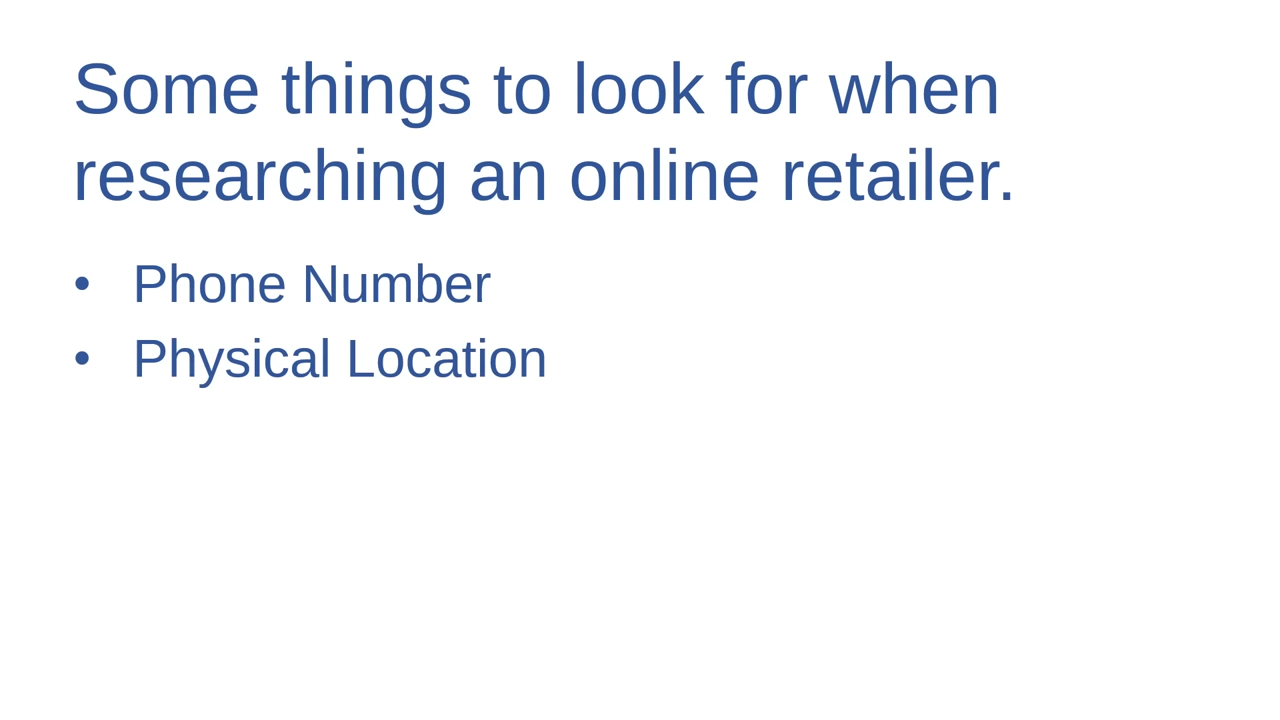 Some things to look for when
researching an online retailer.
• Phone Number
• Physical Location